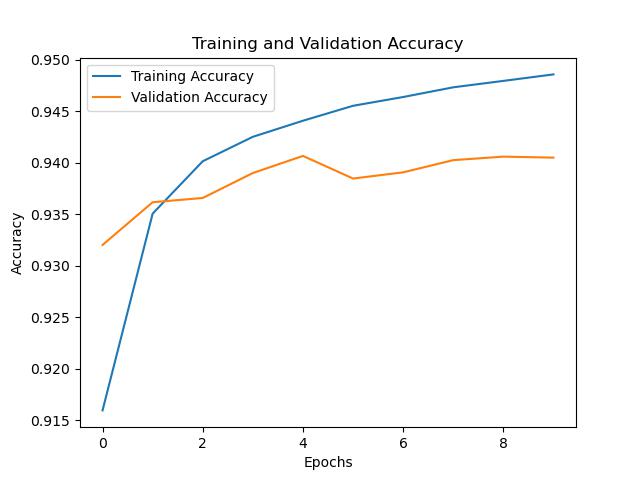 Training and Validation Accuracy
Training Accuracy
Validation Accuracy
0.950
0.945
0.940
0.935
0.930
0.925
0.920
0.915
Accuracy
0 2 4 6 8
Epochs